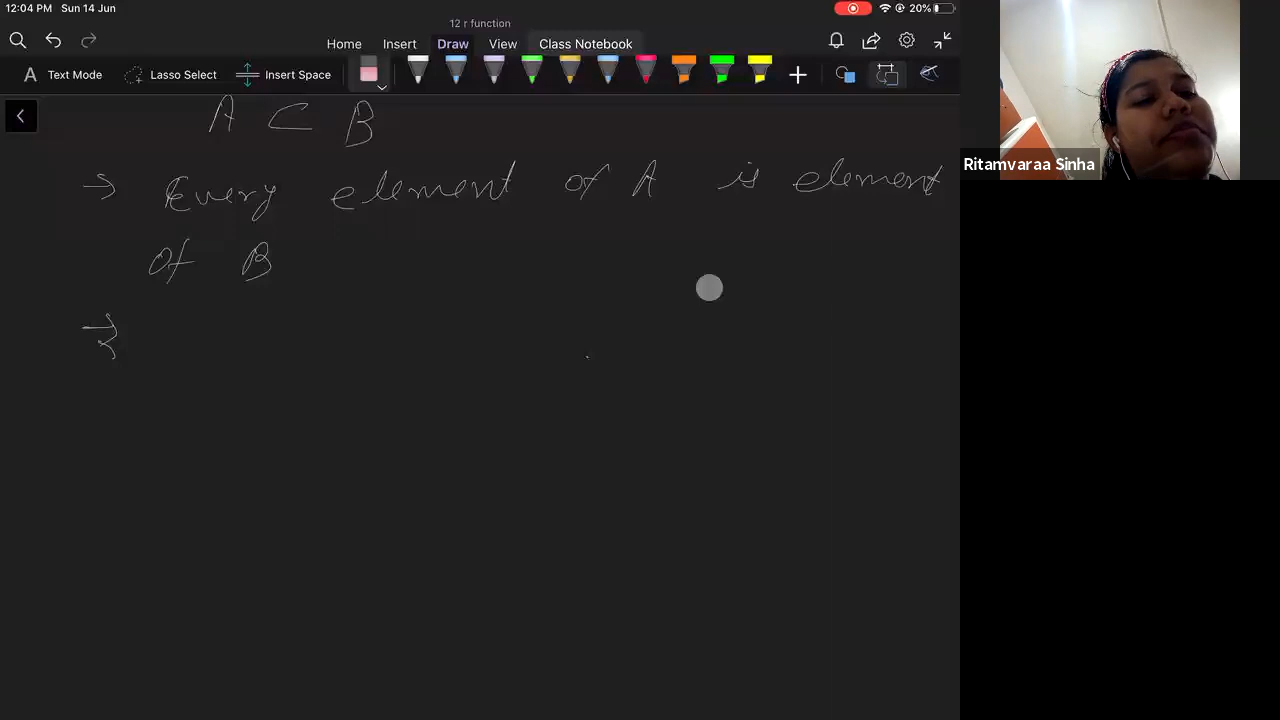 12:04 PM Sun 14 Jun 20%
12 r function
Home Insert Draw View Class Notebook
A Text Mode Lasso Select Insert Space
A ⊂ B
→ Every element of A is element
of B
→
Ritamvaraa Sinha